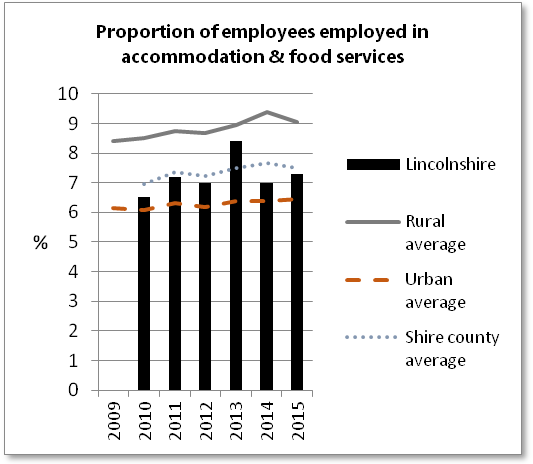 Proportion of employees employed in
accommodation & food services
10
9
8
7
6
5
4
3
2
1
0
%
2009
2010
2011
2012
2013
2014
2015
Lincolnshire
Rural
average
Urban
average
Shire county
average